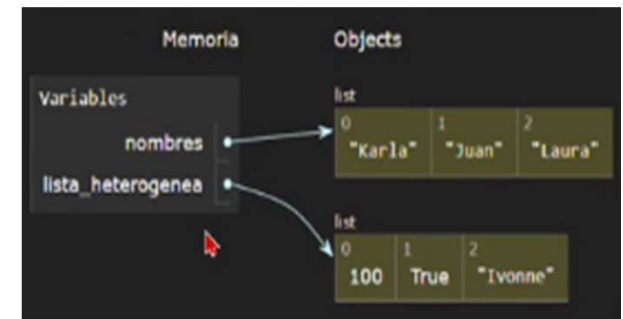 Memoria Objects
Variables
nombres
lista_heterogenea
list
0 1 2
"Karla" "Juan" "Laura"
list
0 1 2
100 True "Ivonne"